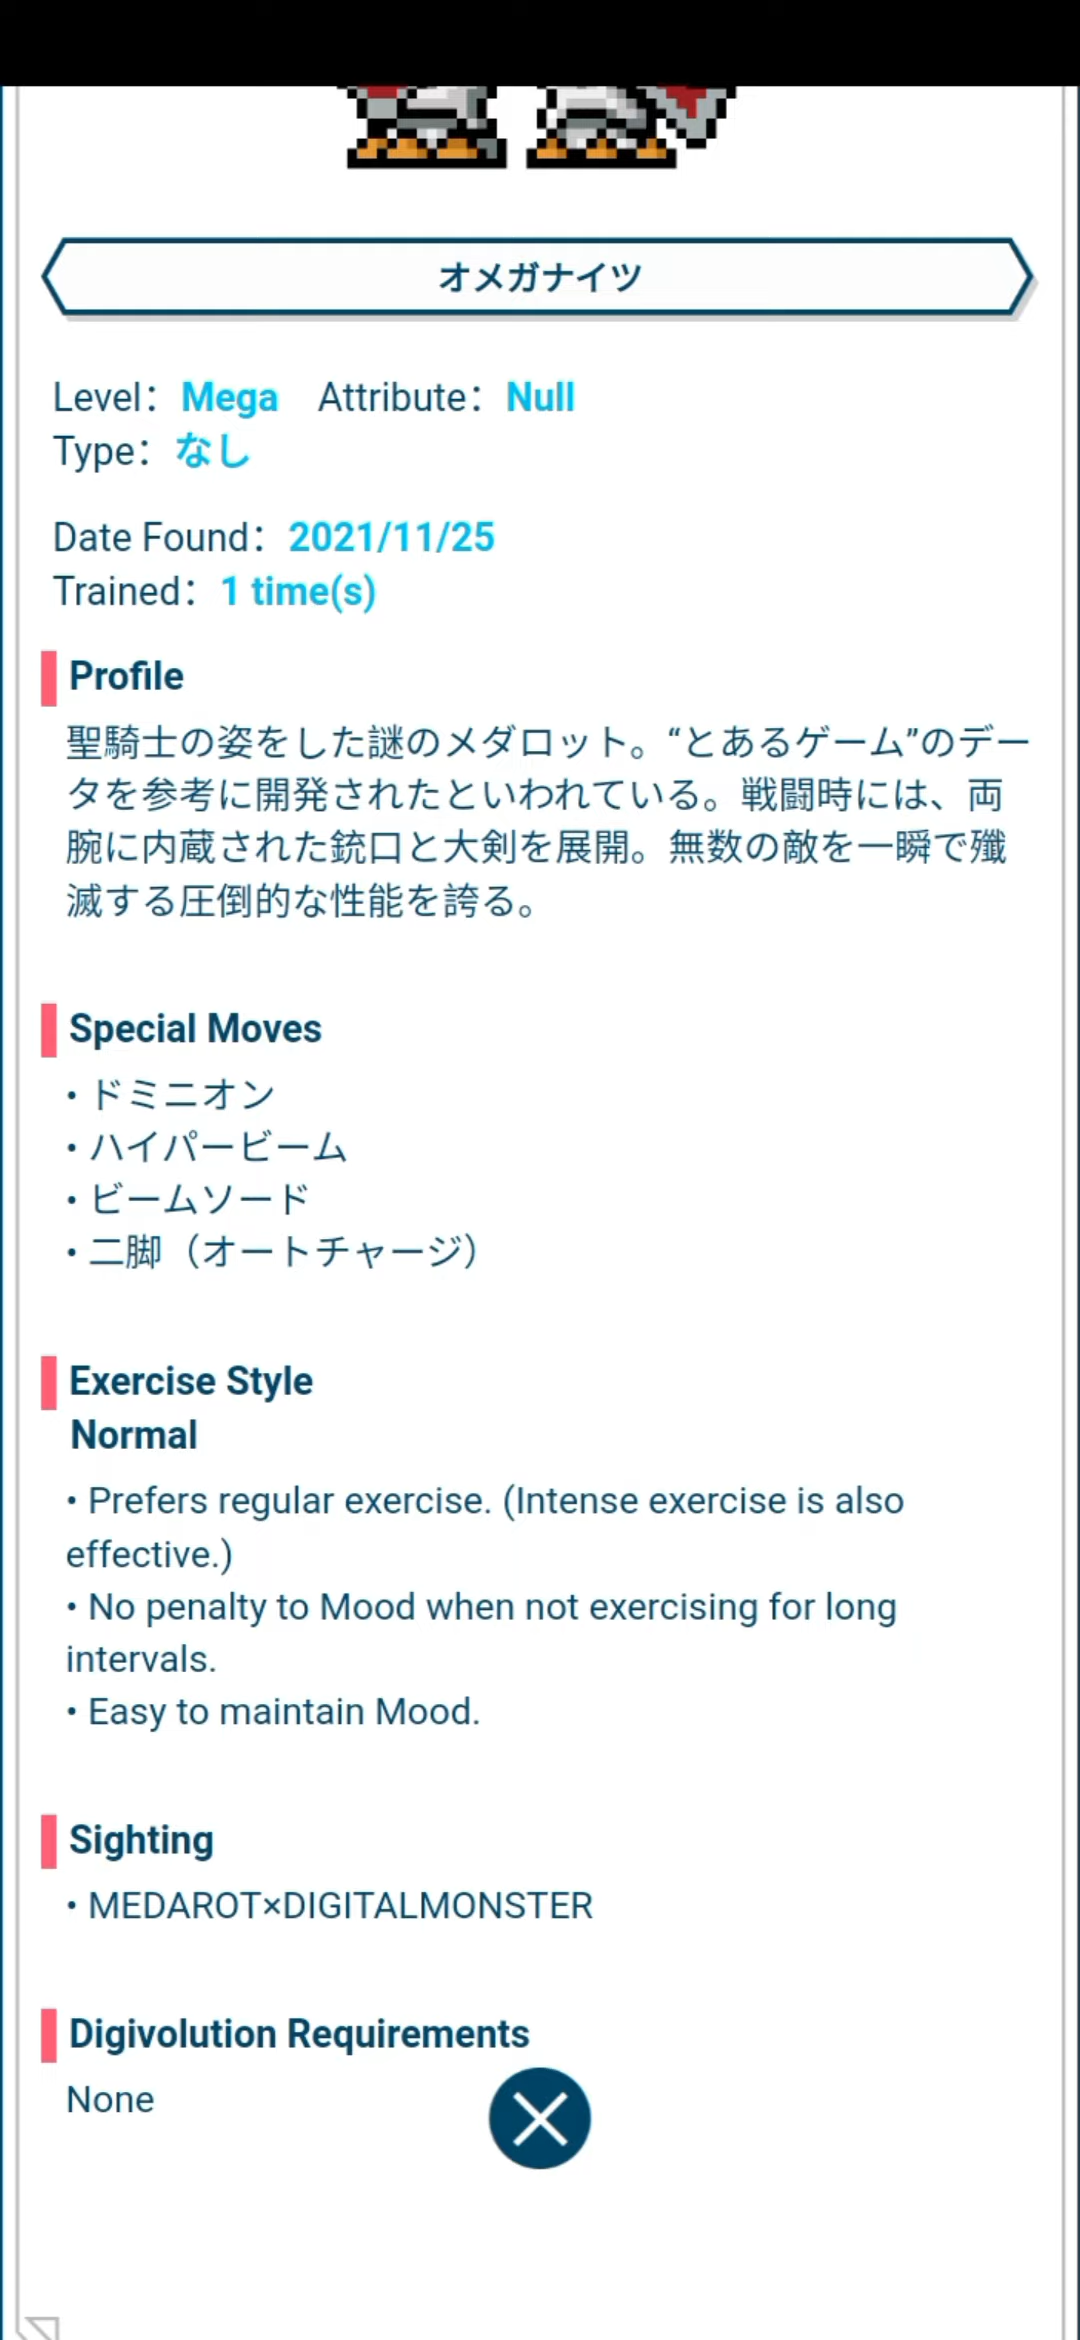 オメガナイツ
Level： Mega Attribute： Null
Type： なし
Date Found： 2021/11/25
Trained： 1 time(s)
Profile
聖騎士の姿をした謎のメダロット。“とあるゲーム”のデー
タを参考に開発されたといわれている。戦闘時には、両
腕に内蔵された銃口と大剣を展開。無数の敵を一瞬で殲
滅する圧倒的な性能を誇る。
Special Moves
・ドミニオン
・ハイパービーム
・ビームソード
・二脚（オートチャージ）
Exercise Style
Normal
・Prefers regular exercise. (Intense exercise is also
effective.)
・No penalty to Mood when not exercising for long
intervals.
・Easy to maintain Mood.
Sighting
・MEDAROT×DIGITALMONSTER
Digivolution Requirements
None